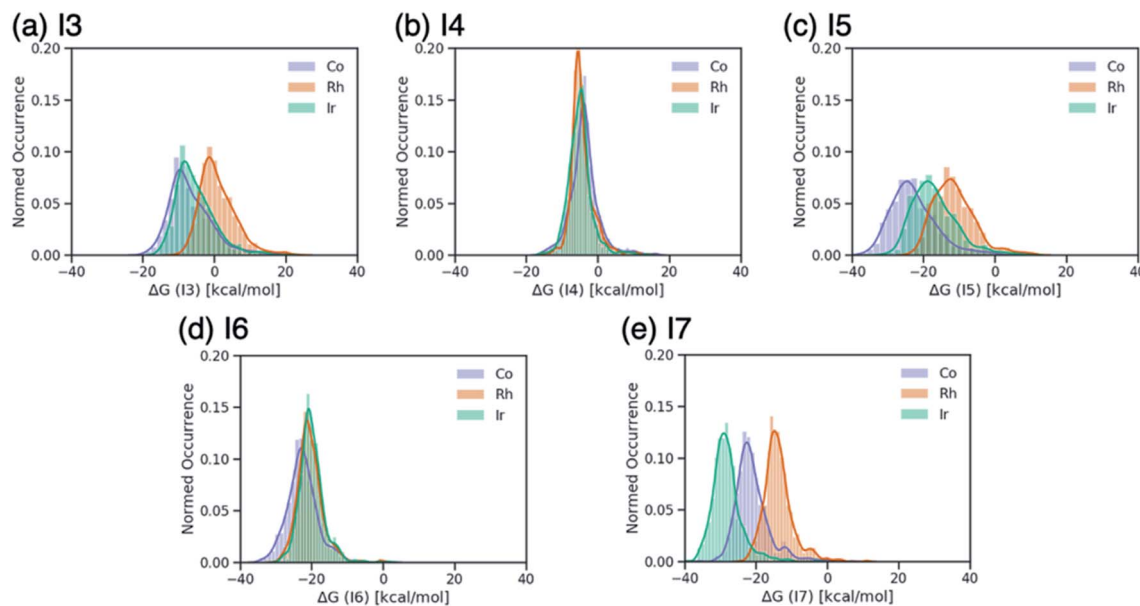 (a) I3
0.20
0.15
0.10
0.05
0.00
Normed Occurrence
Co
Rh
Ir
−40 −20 0 20 40
ΔG (I3) [kcal/mol]
(b) I4
0.20
0.15
0.10
0.05
0.00
Normed Occurrence
Co
Rh
Ir
−40 −20 0 20 40
ΔG (I4) [kcal/mol]
(c) I5
0.20
0.15
0.10
0.05
0.00
Normed Occurrence
Co
Rh
Ir
−40 −20 0 20 40
ΔG (I5) [kcal/mol]
(d) I6
0.20
0.15
0.10
0.05
0.00
Normed Occurrence
Co
Rh
Ir
−40 −20 0 20 40
ΔG (I6) [kcal/mol]
(e) I7
0.20
0.15
0.10
0.05
0.00
Normed Occurrence
Co
Rh
Ir
−40 −20 0 20 40
ΔG (I7) [kcal/mol]